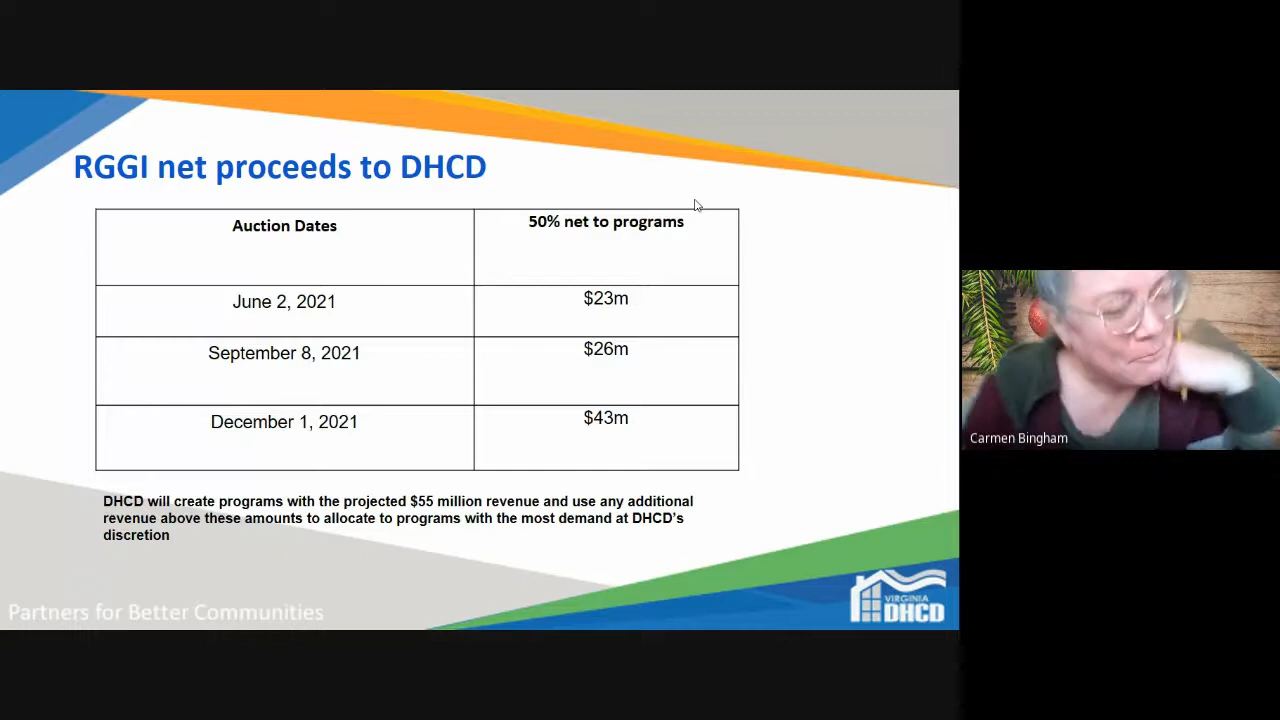 RGGI net proceeds to DHCD
Auction Dates
50% net to programs
June 2, 2021
$23m
September 8, 2021
$26m
December 1, 2021
$43m
DHCD will create programs with the projected $55 million revenue and use any additional
revenue above these amounts to allocate to programs with the most demand at DHCD's
discretion
Partners for Better Communities
VIRGINIA
DHCD
Carmen Bingham